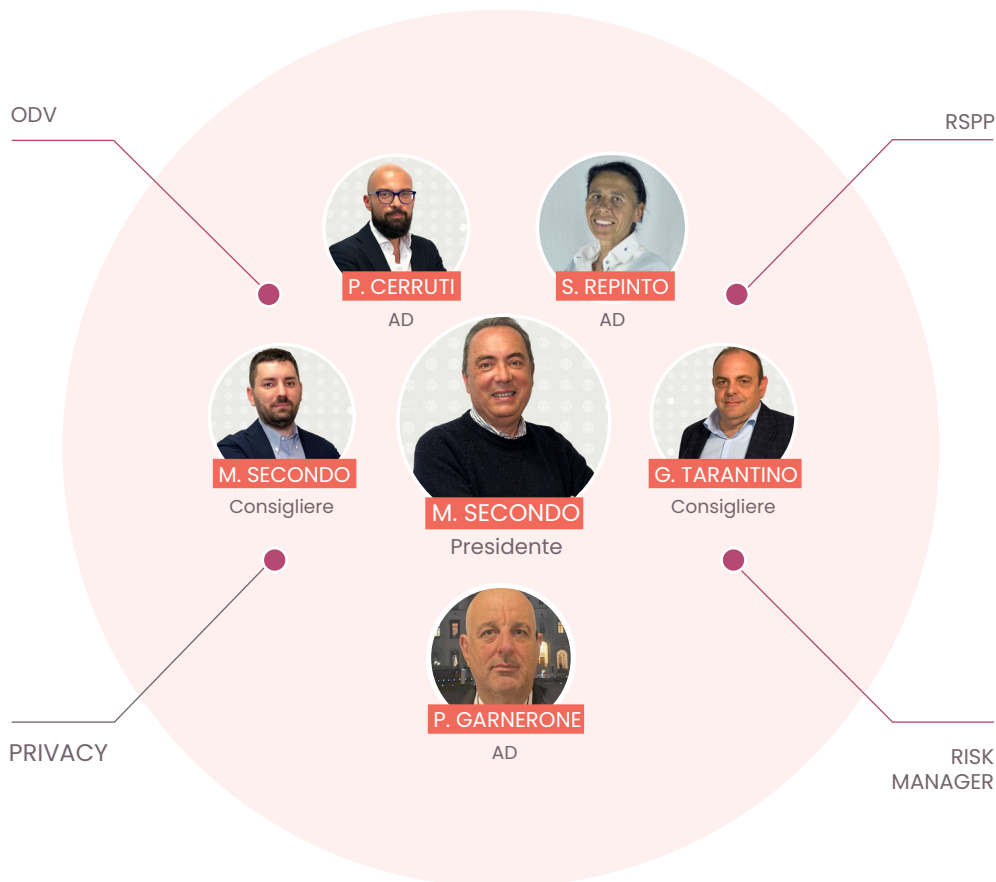 ODV
RSPP
P. CERRUTI
AD
S. REPINTO
AD
M. SECONDO
Consigliere
M. SECONDO
Presidente
G. TARANTINO
Consigliere
P. GARNERONE
AD
PRIVACY
RISK
MANAGER